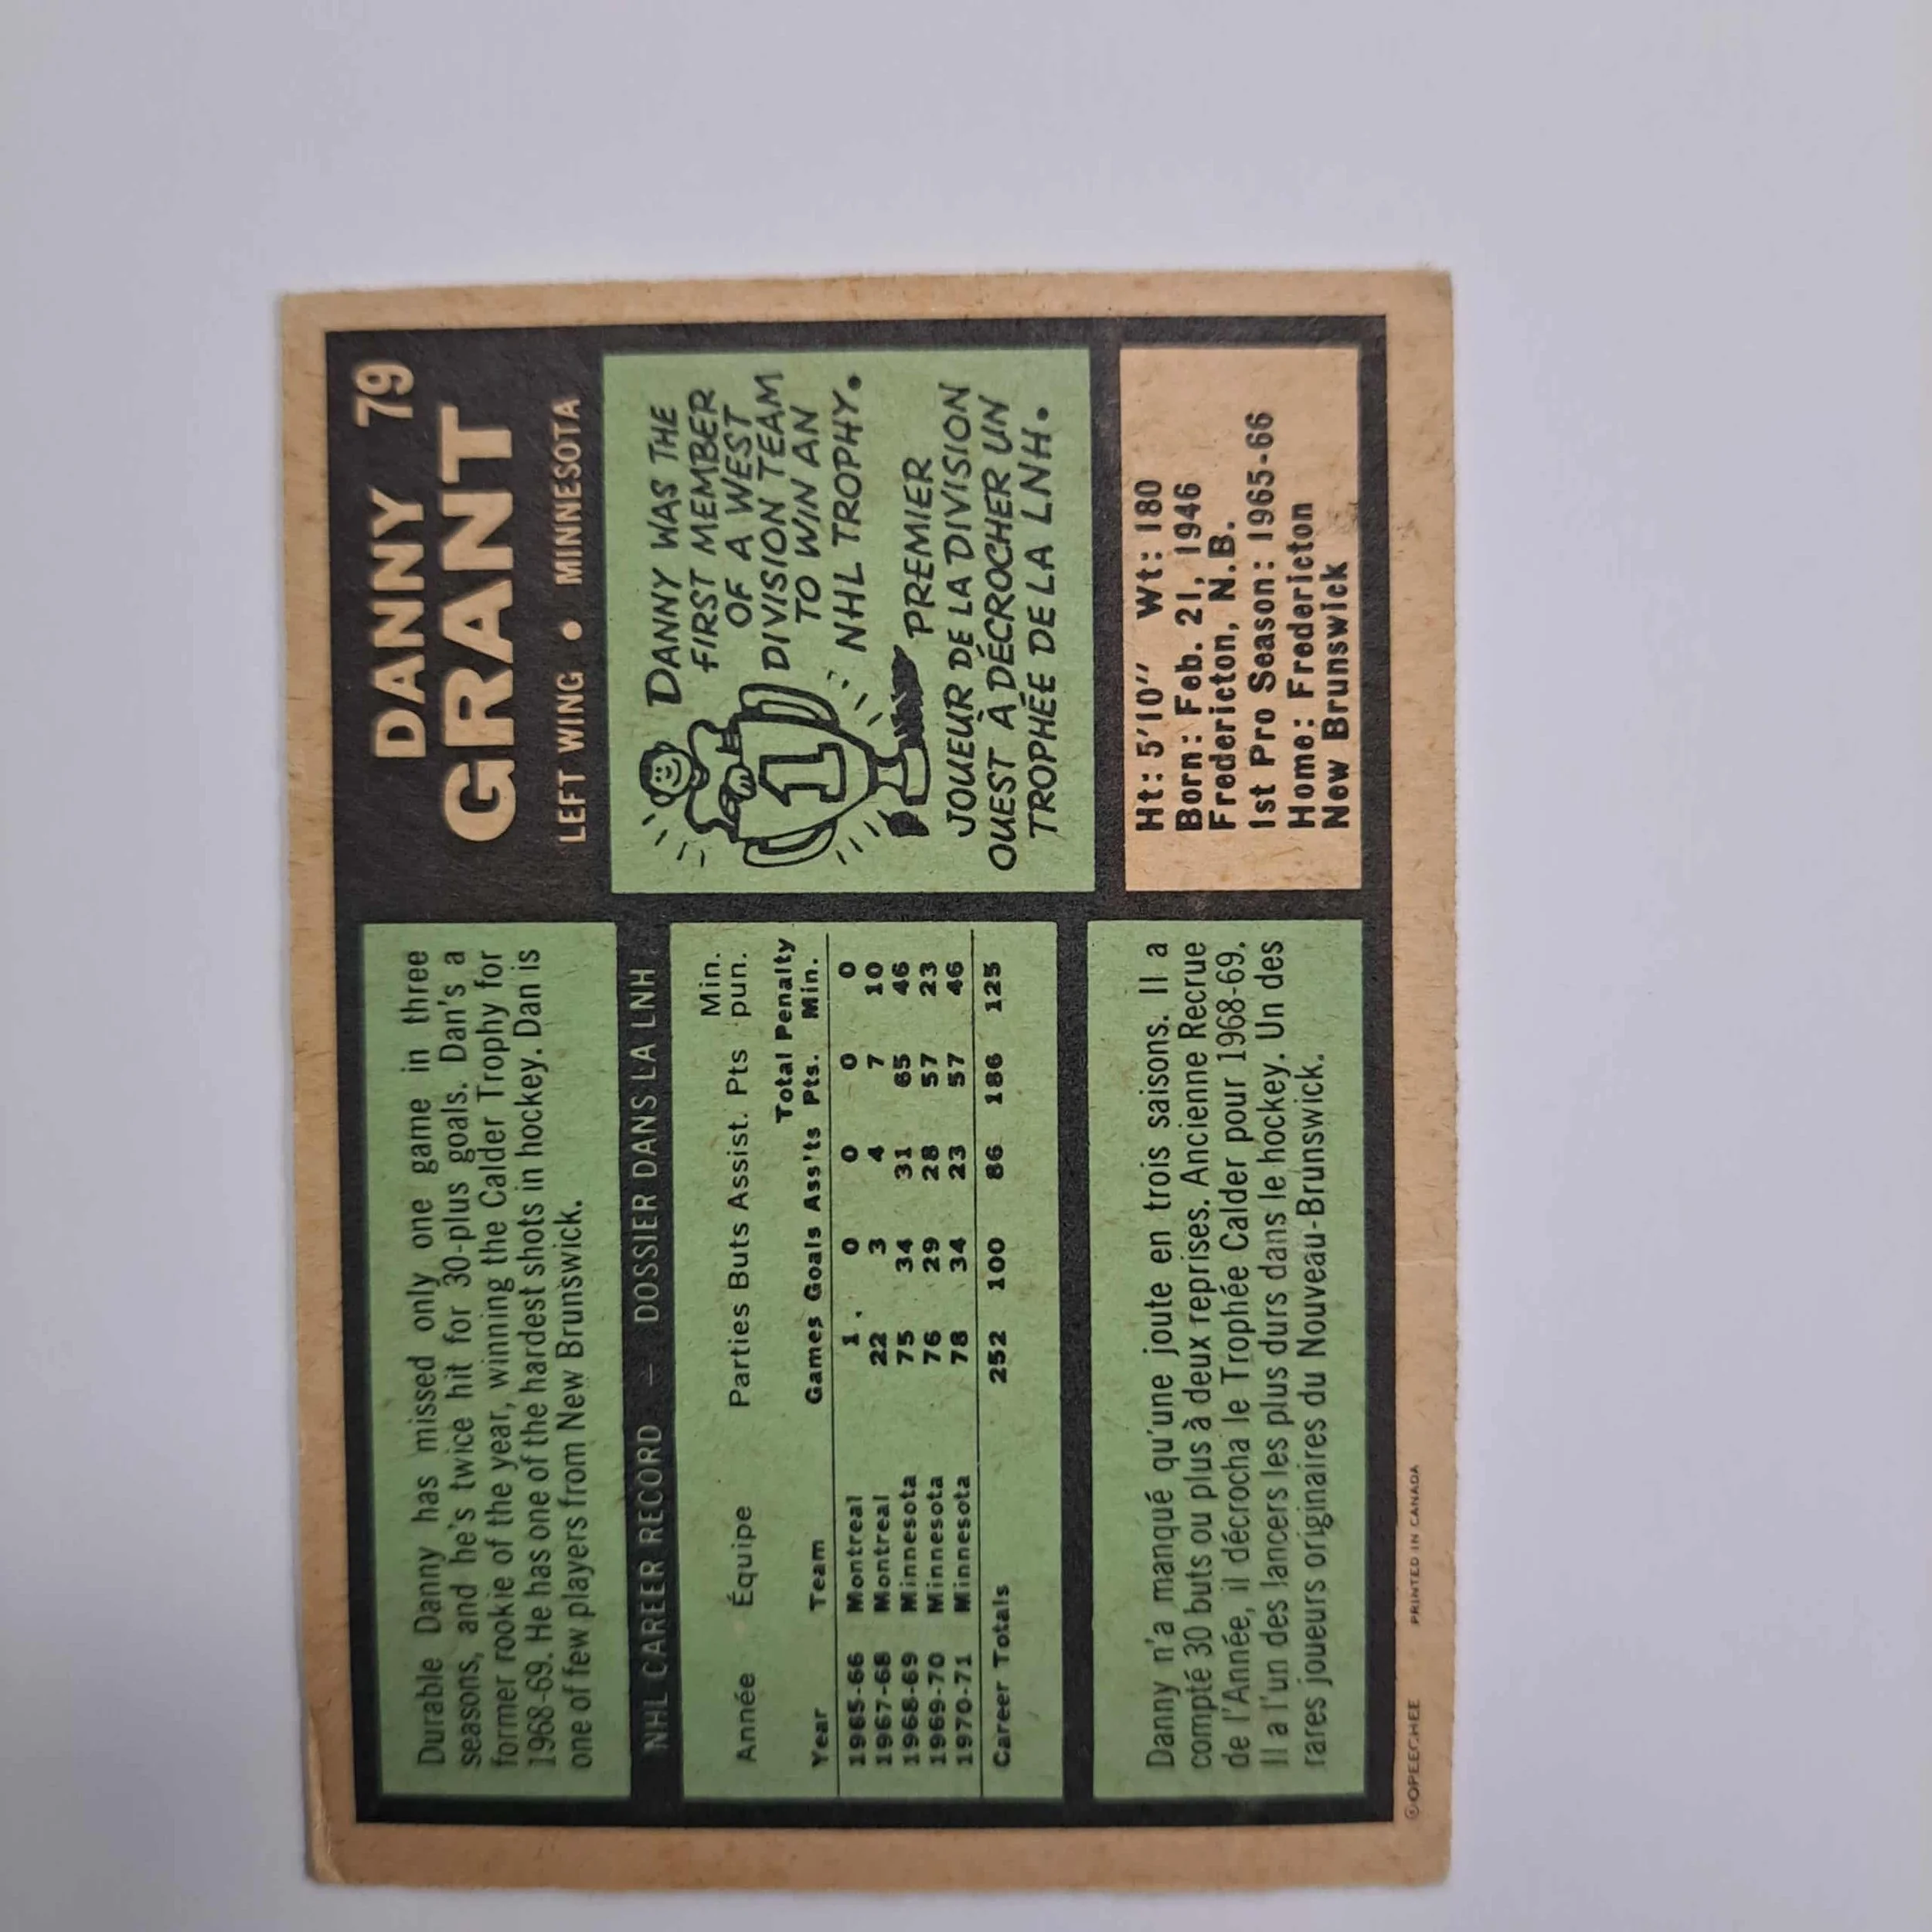 Durable Danny has missed only one game in three
seasons, and he's twice hit for 30-plus goals. Dan's a
former rookie of the year, winning the Calder Trophy for
1968-69. He has one of the hardest shots in hockey. Dan is
one of few players from New Brunswick.
DANNY 79
GRANT
LEFT WING • MINNESOTA
NHL CAREER RECORD — DOSSIER DANS LA LNH
Min.
Année Équipe Parties Buts Assist. Pts pun.
Total Penalty
Year Team Games Goals Ass'ts Pts. Min.
1965-66 Montreal 1 0 0 0 0
1967-68 Montreal 22 3 4 7 10
1968-69 Minnesota 75 34 31 65 46
1969-70 Minnesota 76 29 28 57 23
1970-71 Minnesota 78 34 23 57 46
Career Totals 252 100 86 186 125
DANNY WAS THE
FIRST MEMBER
OF A WEST
DIVISION TEAM
TO WIN AN
NHL TROPHY.
1
PREMIER
JOUEUR DE LA DIVISION
OUEST À DÉCROCHER UN
TROPHÉE DE LA LNH.
Danny n'a manqué qu'une joute en trois saisons. Il a
compté 30 buts ou plus à deux reprises. Ancienne Recrue
de l'Année, il décrocha le Trophée Calder pour 1968-69.
Il a l'un des lancers les plus durs dans le hockey. Un des
rares joueurs originaires du Nouveau-Brunswick.
Ht: 5'10" Wt: 180
Born: Feb. 21, 1946
Fredericton, N.B.
1st Pro Season: 1965-66
Home: Fredericton
New Brunswick
©OPEECHEE PRINTED IN CANADA